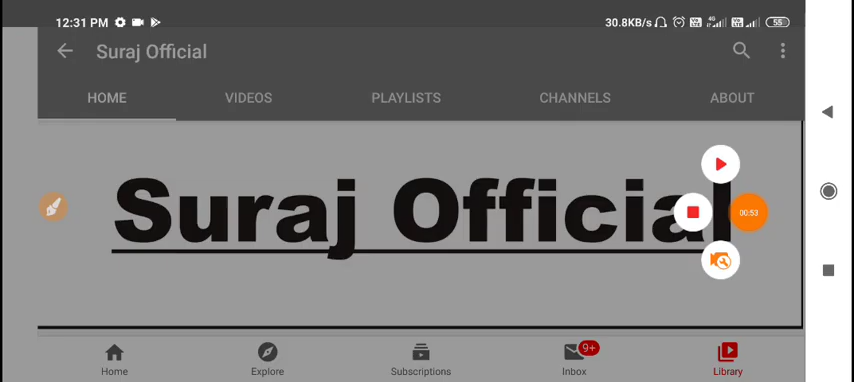 12:31 PM 30.8KB/s 4G 55
Suraj Official
HOME VIDEOS PLAYLISTS CHANNELS ABOUT
Suraj Official
00:53
9+
Home Explore Subscriptions Inbox Library